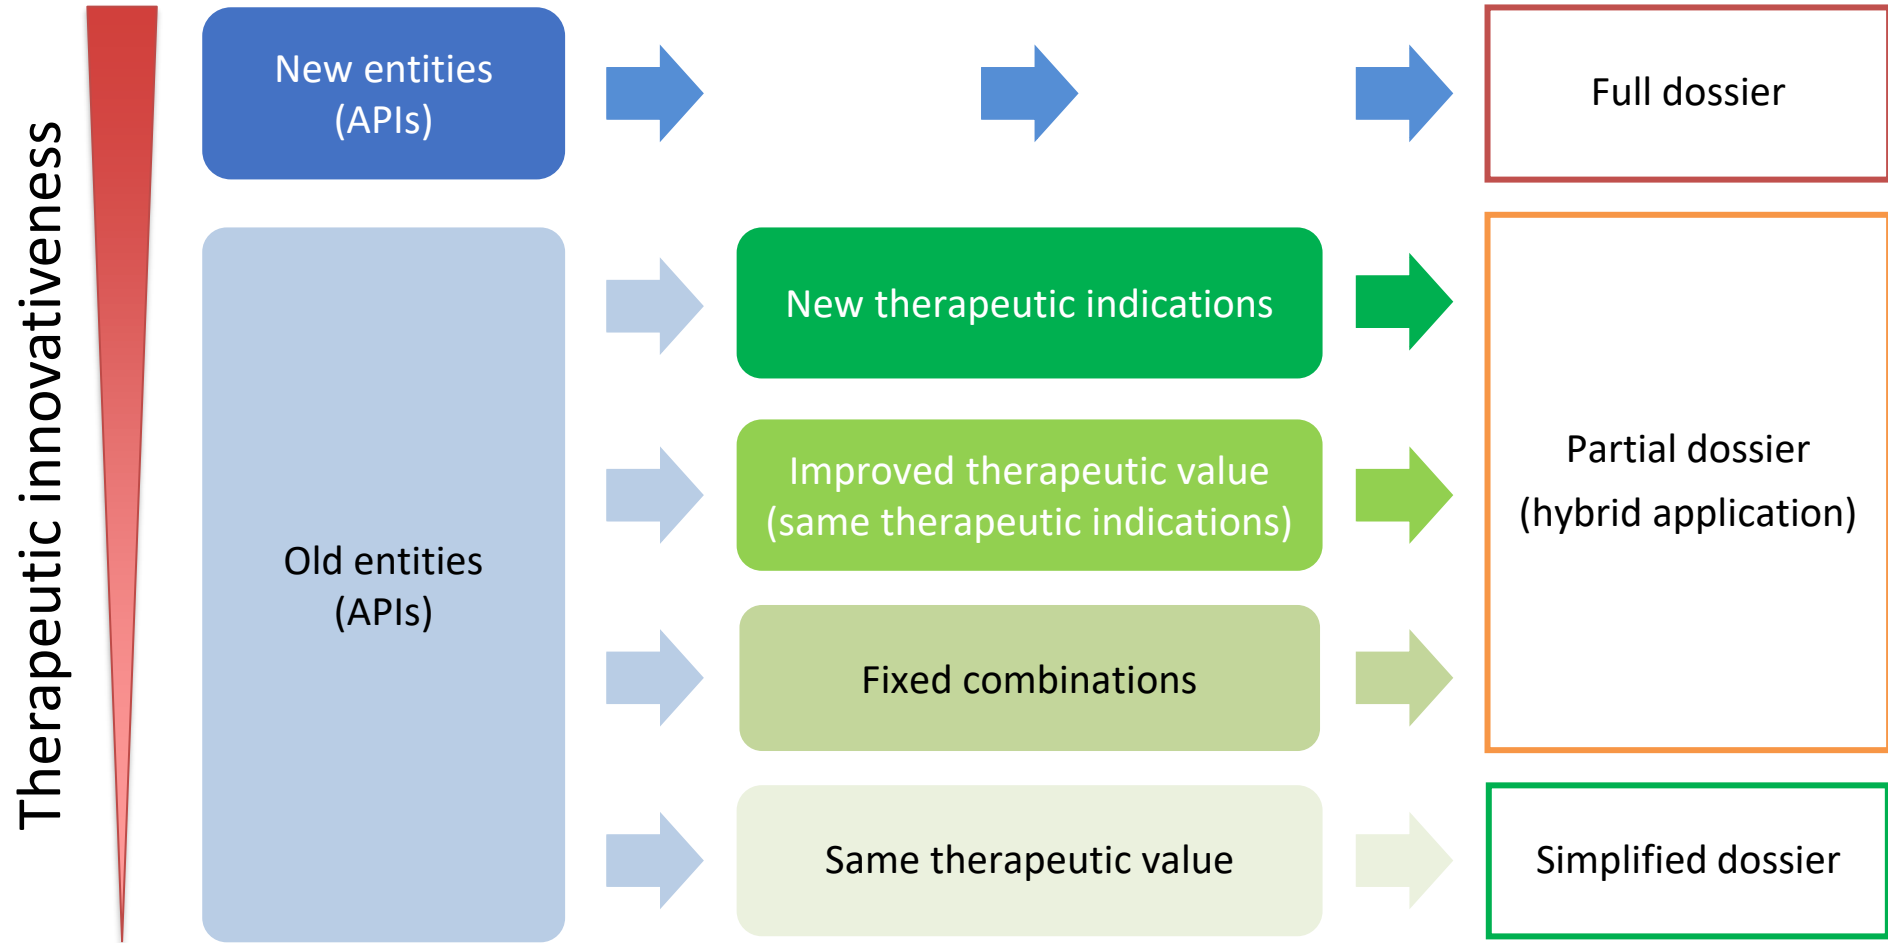 Therapeutic innovativeness
New entities
(APIs)
Full dossier
Old entities
(APIs)
New therapeutic indications
Improved therapeutic value
(same therapeutic indications)
Fixed combinations
Same therapeutic value
Partial dossier
(hybrid application)
Simplified dossier